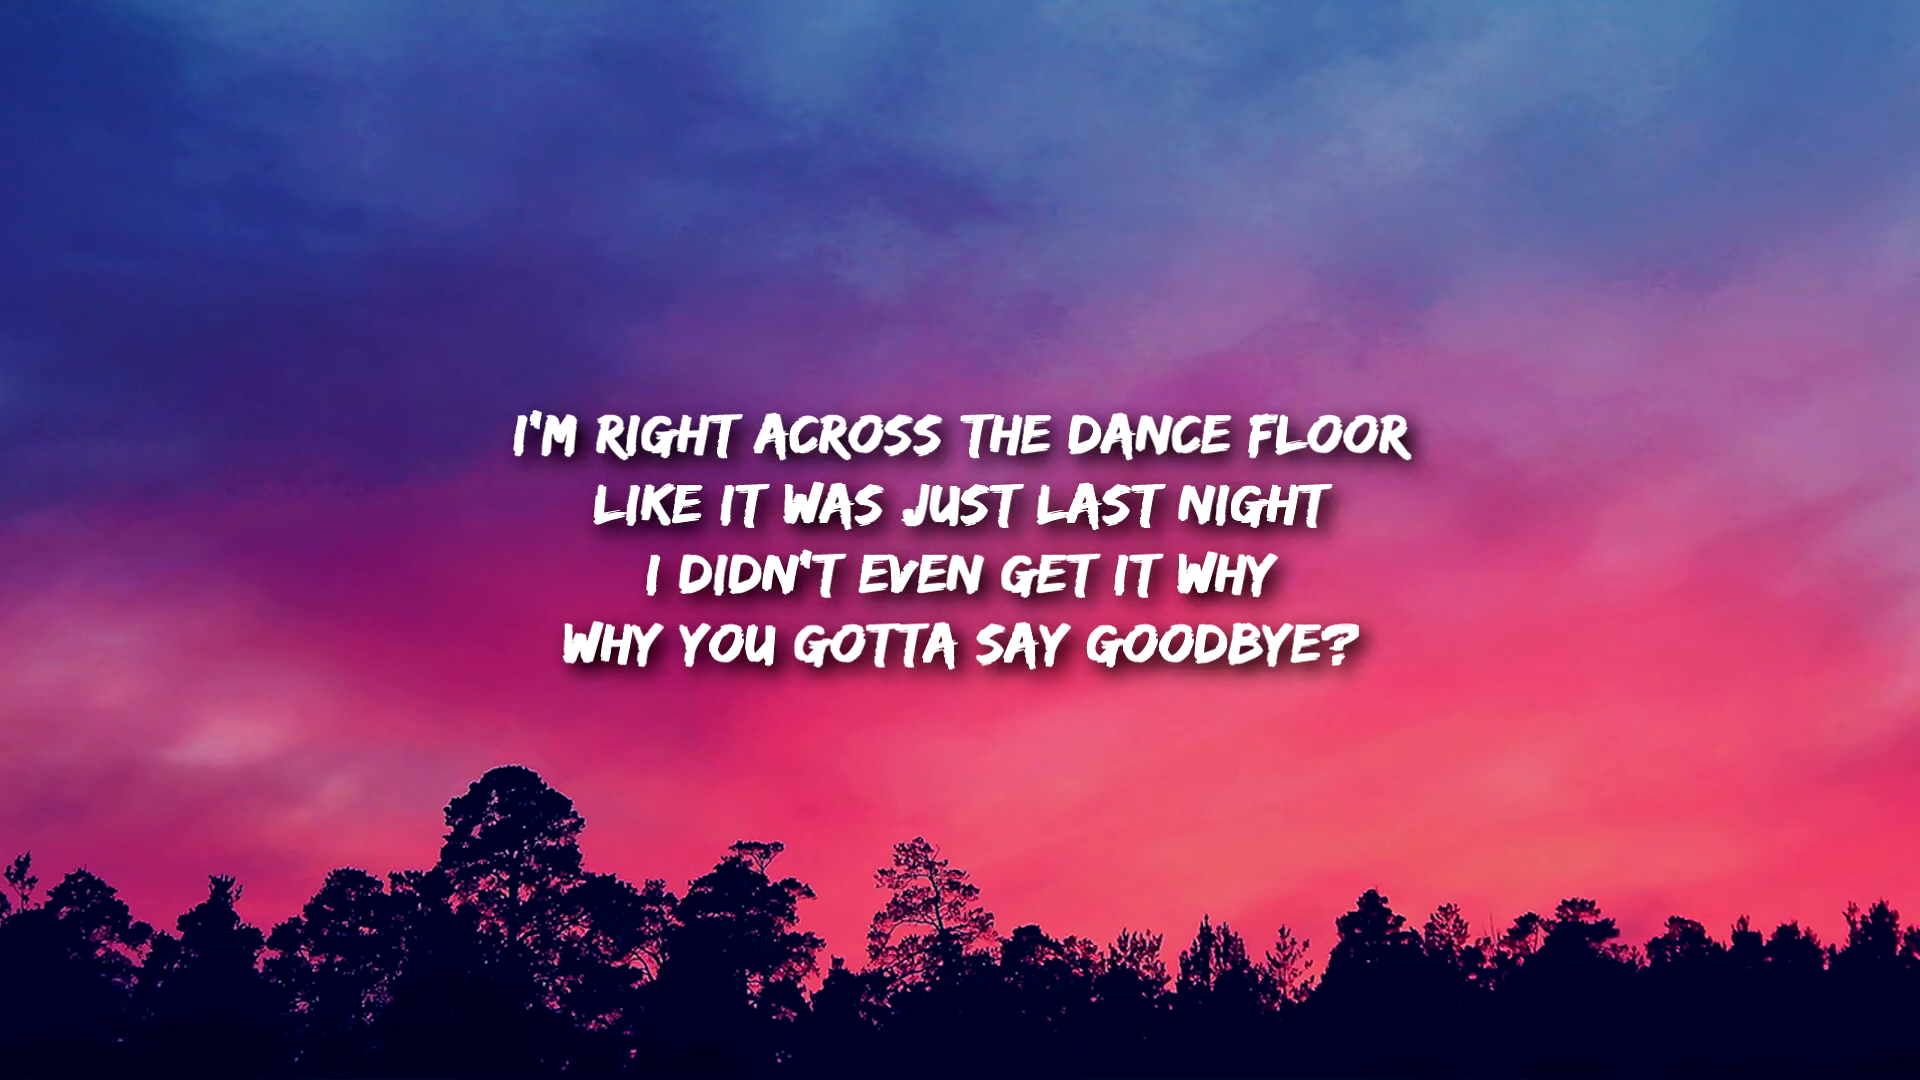 I'M RIGHT ACROSS THE DANCE FLOOR
LIKE IT WAS JUST LAST NIGHT
I DIDN'T EVEN GET IT WHY
WHY YOU GOTTA SAY GOODBYE?